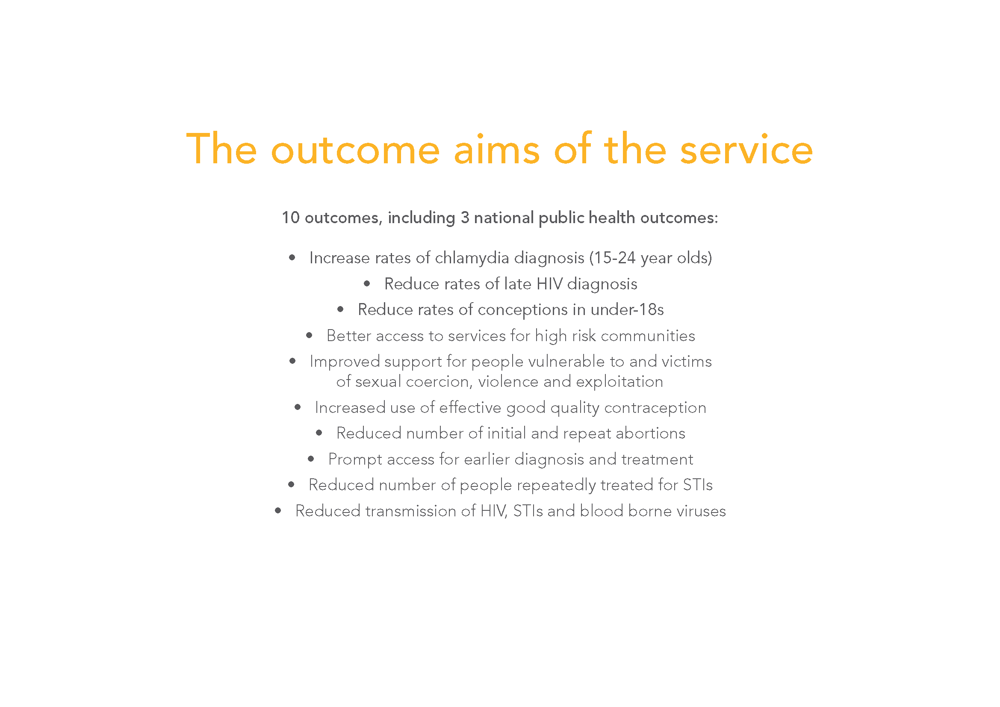 The outcome aims of the service
10 outcomes, including 3 national public health outcomes:
• Increase rates of chlamydia diagnosis (15-24 year olds)
• Reduce rates of late HIV diagnosis
• Reduce rates of conceptions in under-18s
• Better access to services for high risk communities
• Improved support for people vulnerable to and victims
of sexual coercion, violence and exploitation
• Increased use of effective good quality contraception
• Reduced number of initial and repeat abortions
• Prompt access for earlier diagnosis and treatment
• Reduced number of people repeatedly treated for STIs
• Reduced transmission of HIV, STIs and blood borne viruses